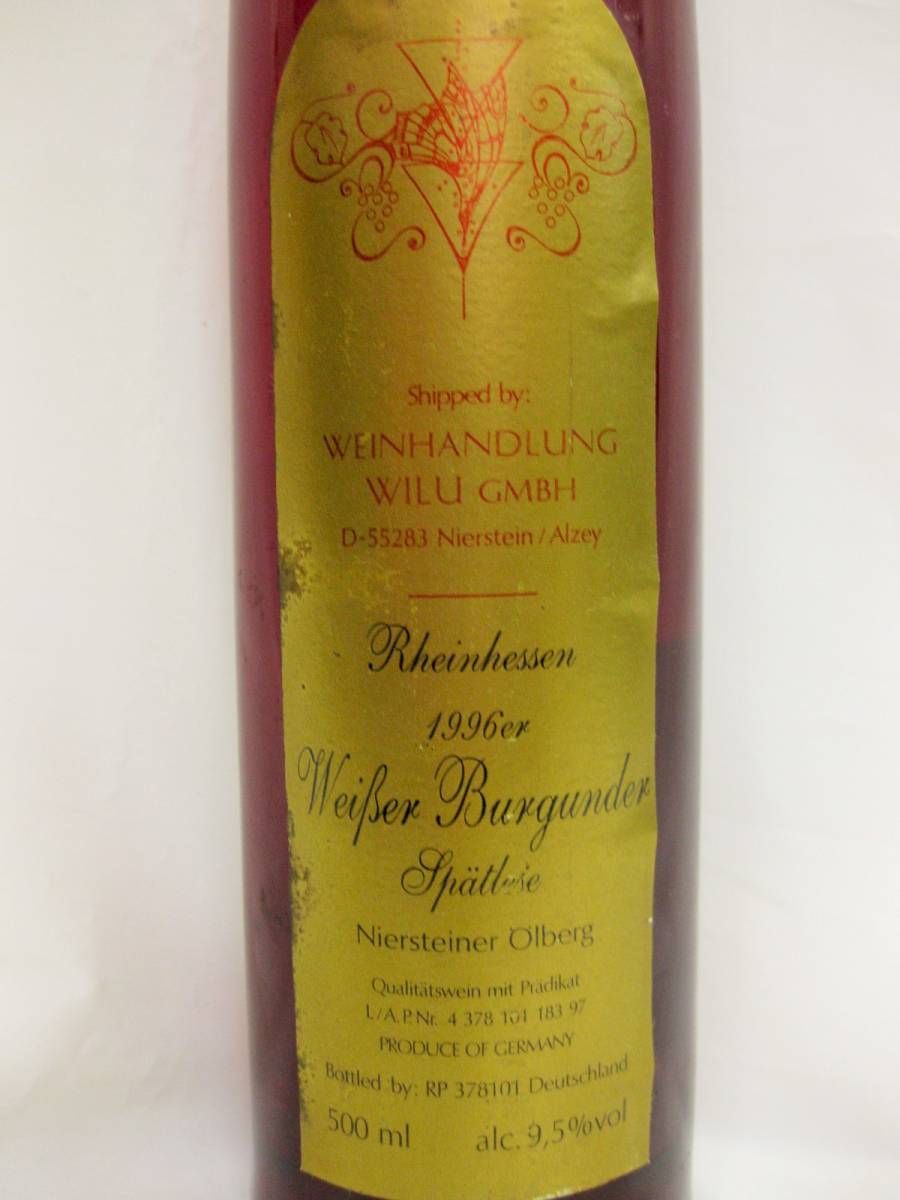 Shipped by:
WEINHANDLUNG
WILU GMBH
D-55283 Nierstein / Alzey
Rheinhessen
1996er
Weißer Burgunder
Spätlese
Niersteiner Ölberg
Qualitätswein mit Prädikat
L / A.P.Nr. 4 378 101 183 97
PRODUCE OF GERMANY
Bottled by: RP 378101 Deutschland
500 ml alc. 9,5%vol